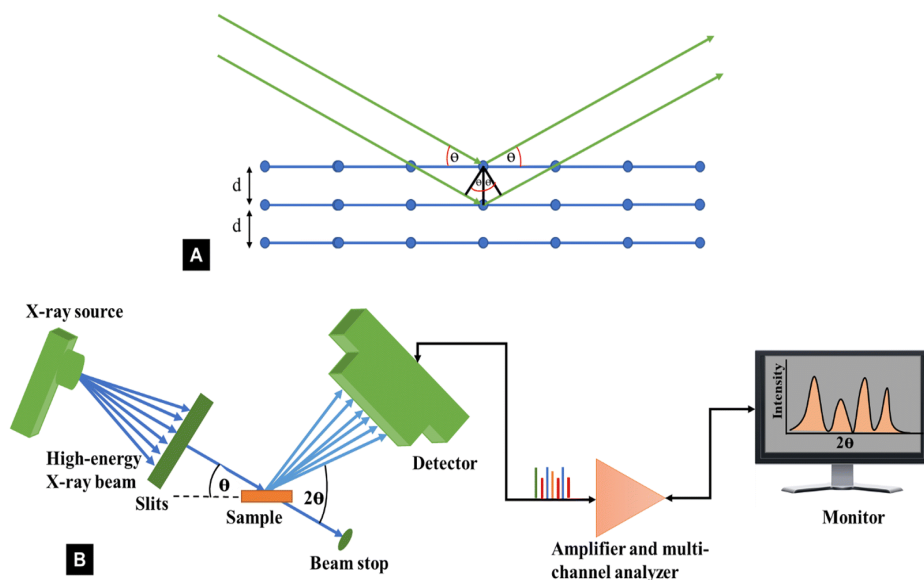 ɵ
ɵ
ɵ
ɵ
d
d
A
X-ray source
High-energy
X-ray beam
Slits
θ
Sample
2θ
Beam stop
Detector
Amplifier and multi-
channel analyzer
Intensity
2θ
Monitor
B